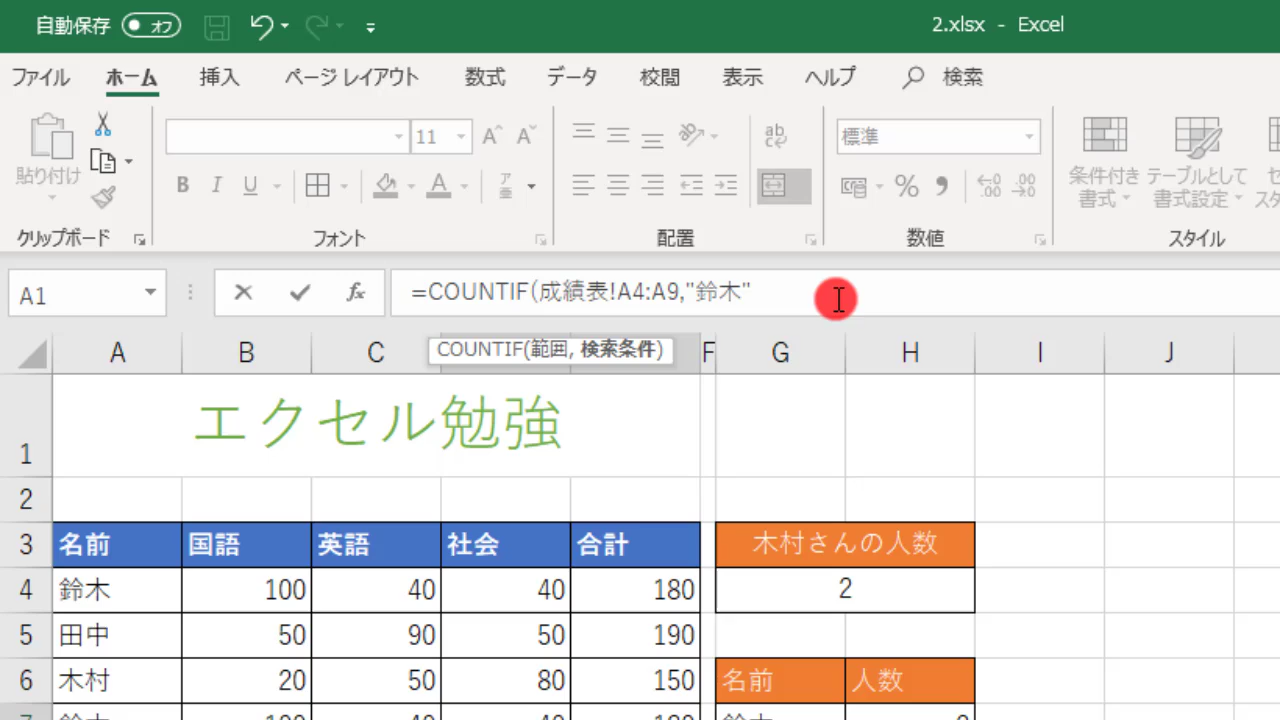 自動保存 オフ 2.xlsx - Excel
ファイル ホーム 挿入 ページ レイアウト 数式 データ 校閲 表示 ヘルプ 検索
11 A A ab 標準
貼り付け B I U A ア亜 % 条件付き書式 テーブルとして書式設定
クリップボード フォント 配置 数値 スタイル
A1 fx =COUNTIF(成績表!A4:A9,"鈴木"
COUNTIF(範囲, 検索条件)
A B C F G H I J
1 エクセル勉強
2
3 名前 国語 英語 社会 合計 木村さんの人数
4 鈴木 100 40 40 180 2
5 田中 50 90 50 190
6 木村 20 50 80 150 名前 人数